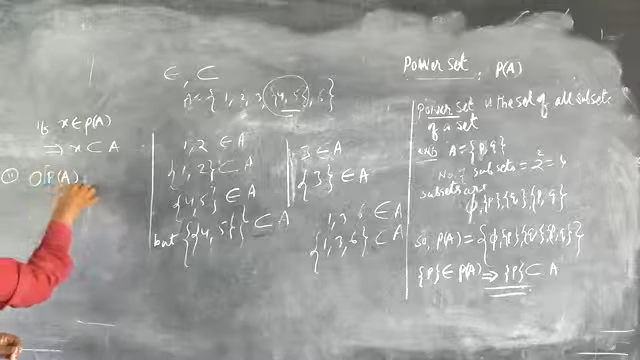 ∈, ⊂
A = { 1, 2, 3, {4, 5}, 6 }
If x ∈ P(A)
⇒ x ⊂ A
(ii) O[P(A)
1, 2 ∈ A
{1, 2} ⊂ A
{4, 5} ∈ A
but {{4, 5}} ⊂ A
3 ∈ A
{3} ∈ A
1, 3, 6 ∈ A
{1, 3, 6} ⊂ A
Power set : P(A)
power set is the set of all subsets
of a set
A = {p, q}
No. of subsets = 2² = 4
subsets are
φ, {p}, {q}, {p, q}
so, P(A) = {φ, {p}, {q}, {p, q}}
{p} ∈ P(A) ⇒ {p} ⊂ A